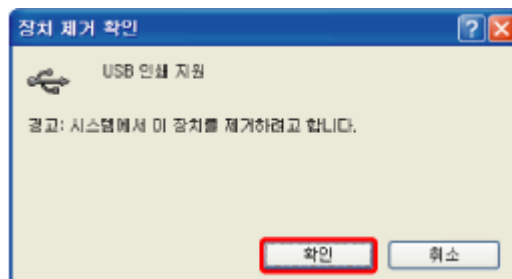 장치 제거 확인
USB 인쇄 지원
경고: 시스템에서 이 장치를 제거하려고 합니다.
확인
취소